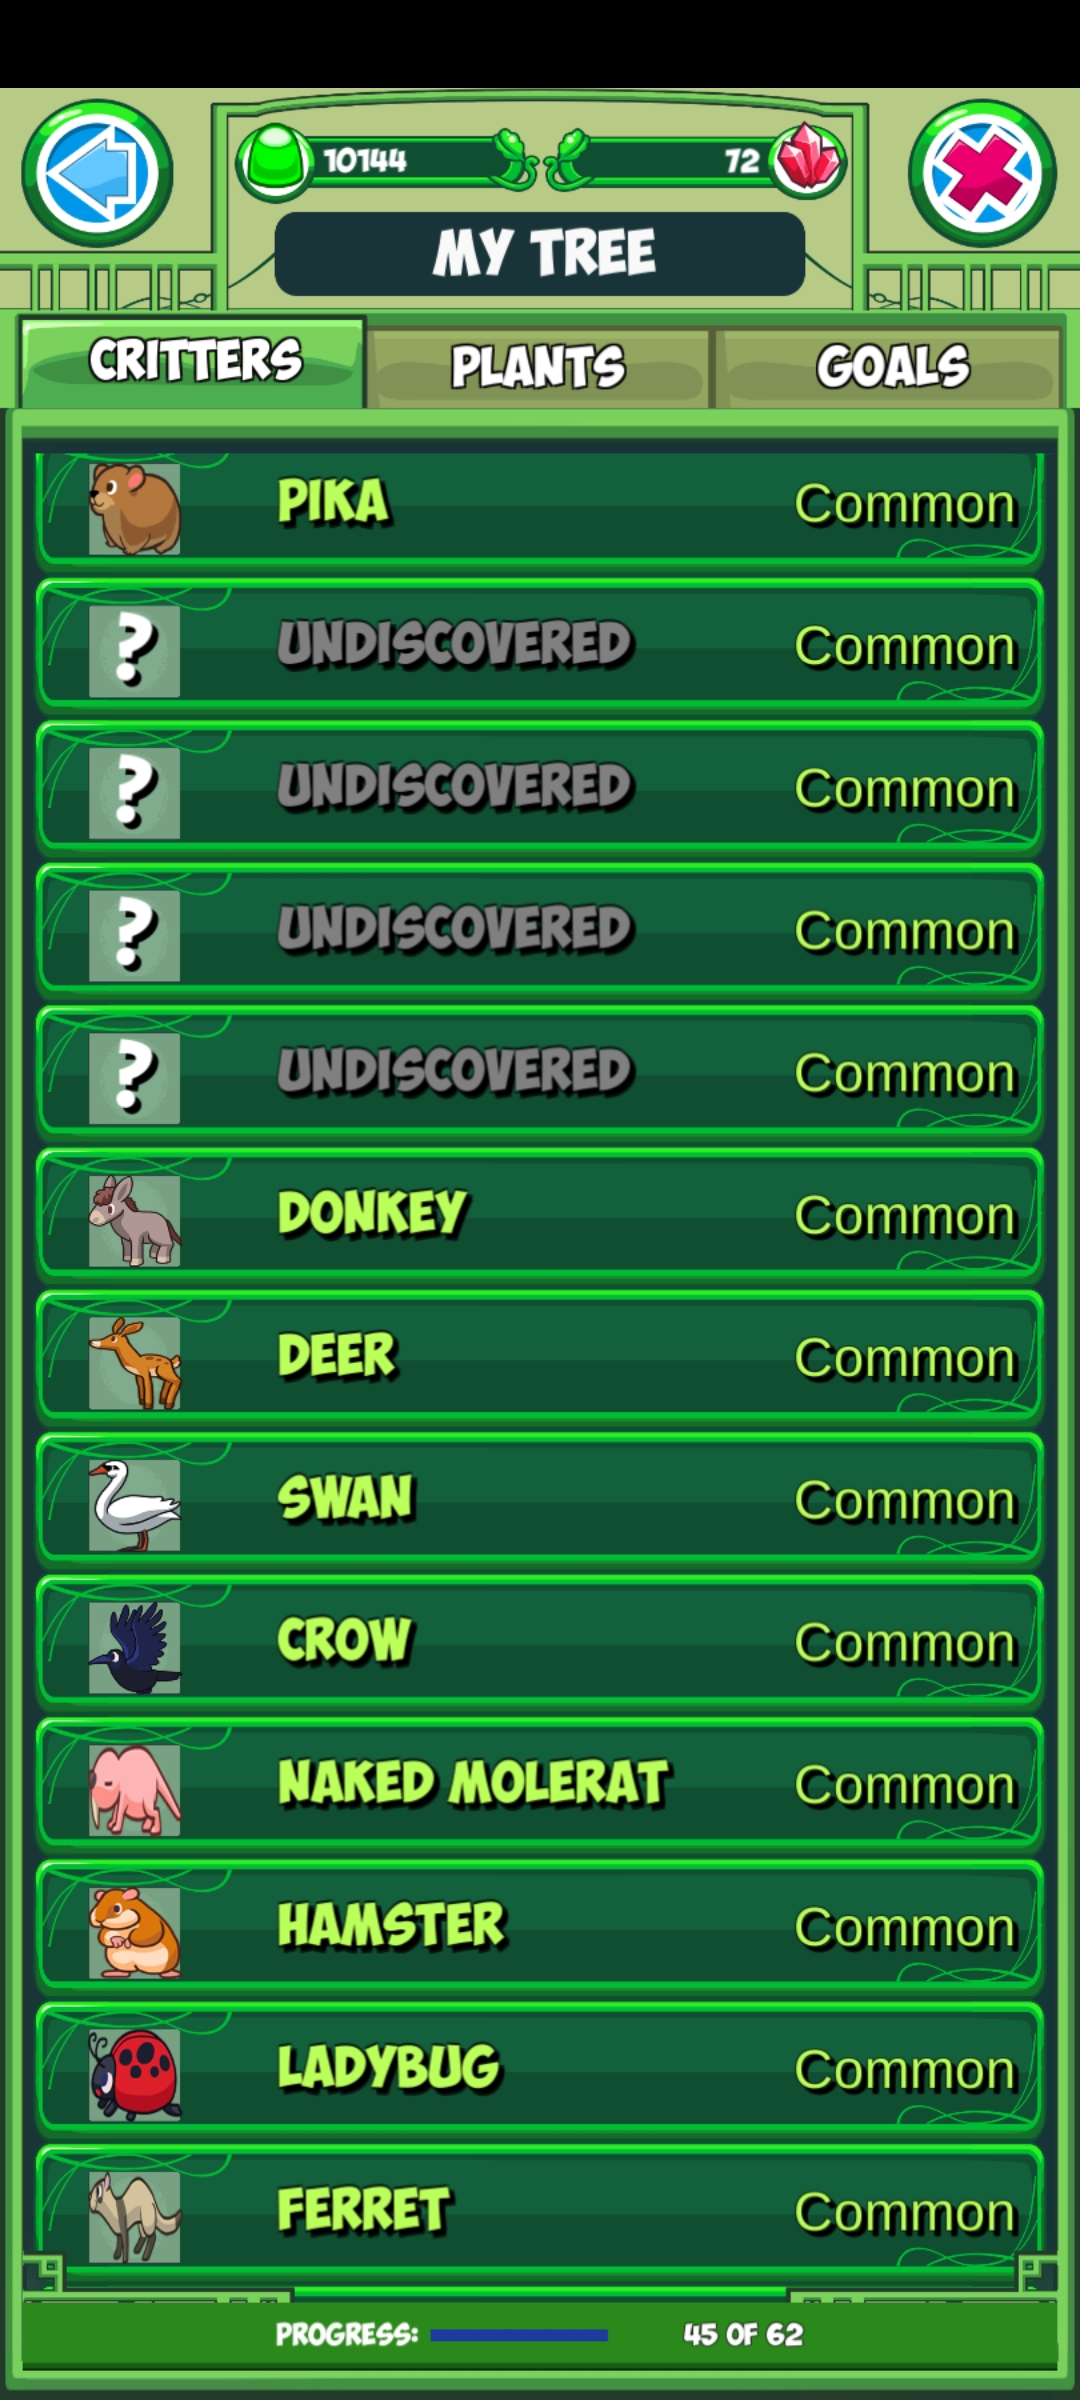 10144
72
MY TREE
CRITTERS
PLANTS
GOALS
PIKA
Common
?
UNDISCOVERED
Common
?
UNDISCOVERED
Common
?
UNDISCOVERED
Common
?
UNDISCOVERED
Common
DONKEY
Common
DEER
Common
SWAN
Common
CROW
Common
NAKED MOLERAT
Common
HAMSTER
Common
LADYBUG
Common
FERRET
Common
PROGRESS:
45 OF 62